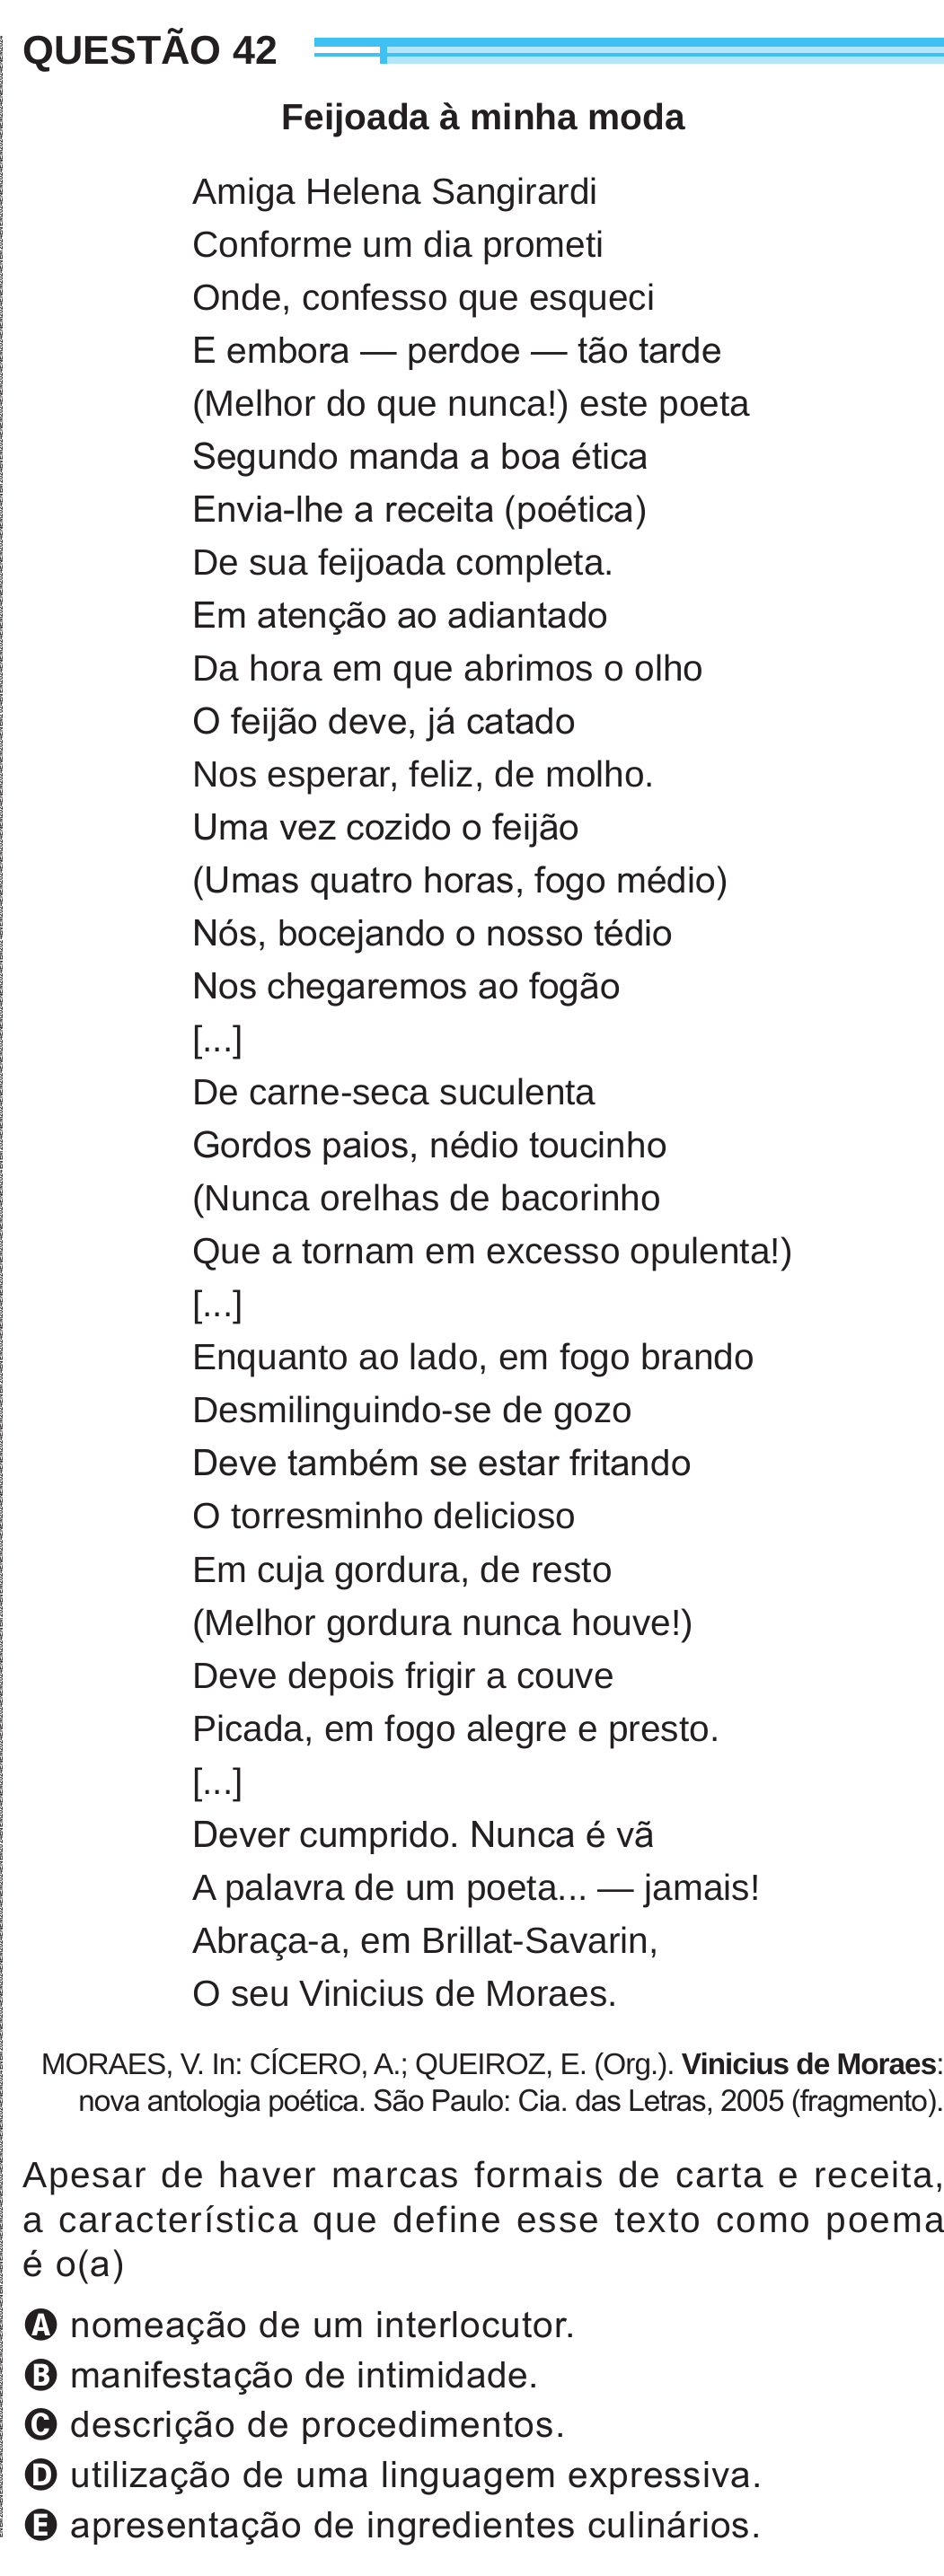 QUESTÃO 42
Feijoada à minha moda
Amiga Helena Sangirardi
Conforme um dia prometi
Onde, confesso que esqueci
E embora — perdoe — tão tarde
(Melhor do que nunca!) este poeta
Segundo manda a boa ética
Envia-lhe a receita (poética)
De sua feijoada completa.
Em atenção ao adiantado
Da hora em que abrimos o olho
O feijão deve, já catado
Nos esperar, feliz, de molho.
Uma vez cozido o feijão
(Umas quatro horas, fogo médio)
Nós, bocejando o nosso tédio
Nos chegaremos ao fogão
[...]
De carne-seca suculenta
Gordos paios, nédio toucinho
(Nunca orelhas de bacorinho
Que a tornam em excesso opulenta!)
[...]
Enquanto ao lado, em fogo brando
Desmilinguindo-se de gozo
Deve também se estar fritando
O torresminho delicioso
Em cuja gordura, de resto
(Melhor gordura nunca houve!)
Deve depois frigir a couve
Picada, em fogo alegre e presto.
[...]
Dever cumprido. Nunca é vã
A palavra de um poeta... — jamais!
Abraça-a, em Brillat-Savarin,
O seu Vinicius de Moraes.
MORAES, V. In: CÍCERO, A.; QUEIROZ, E. (Org.). Vinicius de Moraes:
nova antologia poética. São Paulo: Cia. das Letras, 2005 (fragmento).
Apesar de haver marcas formais de carta e receita,
a característica que define esse texto como poema
é o(a)
A nomeação de um interlocutor.
B manifestação de intimidade.
C descrição de procedimentos.
D utilização de uma linguagem expressiva.
E apresentação de ingredientes culinários.